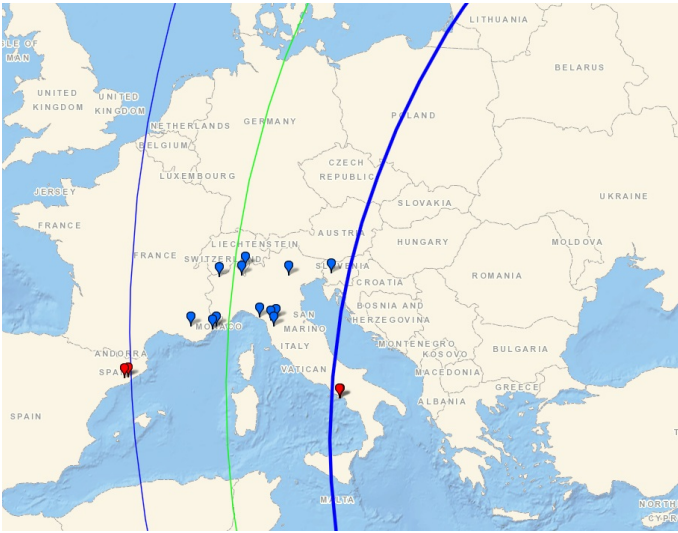 LITHUANIA
ISLE OF
MAN
BELARUS
UNITED
KINGDOM
UNITED
KINGDOM
POLAND
GERMANY
NETHERLANDS
BELGIUM
CZECH
REPUBLIC
LUXEMBOURG
JERSEY
UKRAINE
SLOVAKIA
FRANCE
AUSTRIA
LIECHTENSTEIN
HUNGARY
MOLDOVA
FRANCE
SWITZERLAND
SLOVENIA
ROMANIA
CROATIA
BOSNIA AND
HERZEGOVINA
SAN
MARINO
MONACO
ITALY
MONTENEGRO
BULGARIA
ANDORRA
KOSOVO
SPAIN
VATICAN
MACEDONIA
GREECE
ALBANIA
SPAIN
MALTA
NORTH
CYPR